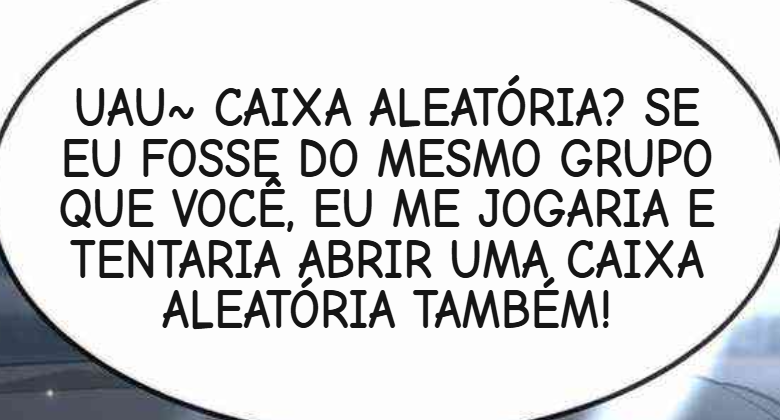 UAU~ CAIXA ALEATÓRIA? SE
EU FOSSE DO MESMO GRUPO
QUE VOCÊ, EU ME JOGARIA E
TENTARIA ABRIR UMA CAIXA
ALEATÓRIA TAMBÉM!